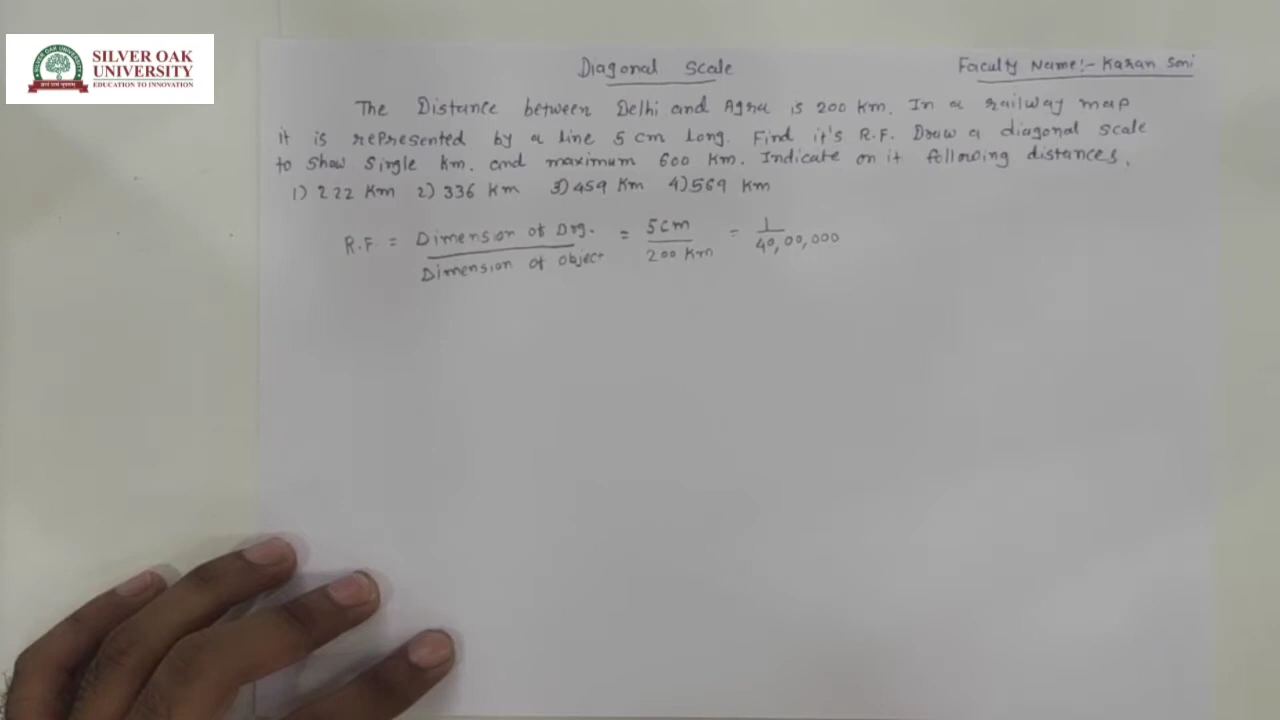 SILVER OAK
UNIVERSITY
EDUCATION TO INNOVATION
Diagonal Scale
Faculty Name:- Karan Soni
The Distance between Delhi and Agra is 200 km. In a railway map
it is represented by a line 5 cm long. Find it's R.F. Draw a diagonal scale
to show single km. and maximum 600 km. Indicate on it following distances.
1) 222 Km 2) 336 Km 3) 459 Km 4) 569 Km
R.F. = Dimension of Drg. / Dimension of object = 5cm / 200 Km = 1 / 40,00,000